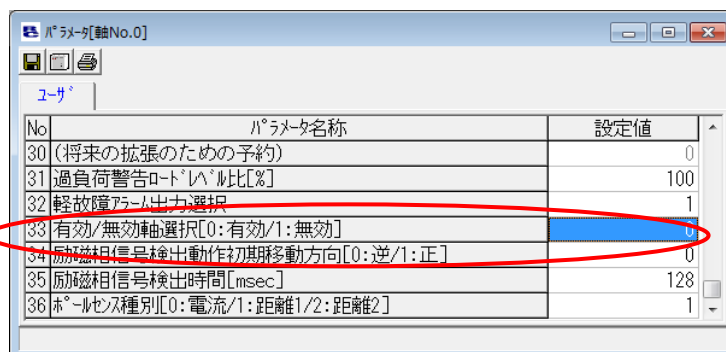 ﾊﾟﾗﾒｰﾀ[軸No.0]
ﾕｰｻﾞ
No ﾊﾟﾗﾒｰﾀ名称 設定値
30 (将来の拡張のための予約) 0
31 過負荷警告ﾛｰﾄﾞﾚﾍﾞﾙ比[%] 100
32 軽故障ｱﾗｰﾑ出力選択 1
33 有効/無効軸選択[0:有効/1:無効] 0
34 励磁相信号検出動作初期移動方向[0:逆/1:正] 0
35 励磁相信号検出時間[msec] 128
36 ﾎﾟｰﾙｾﾝｽ種別[0:電流/1:距離1/2:距離2] 1